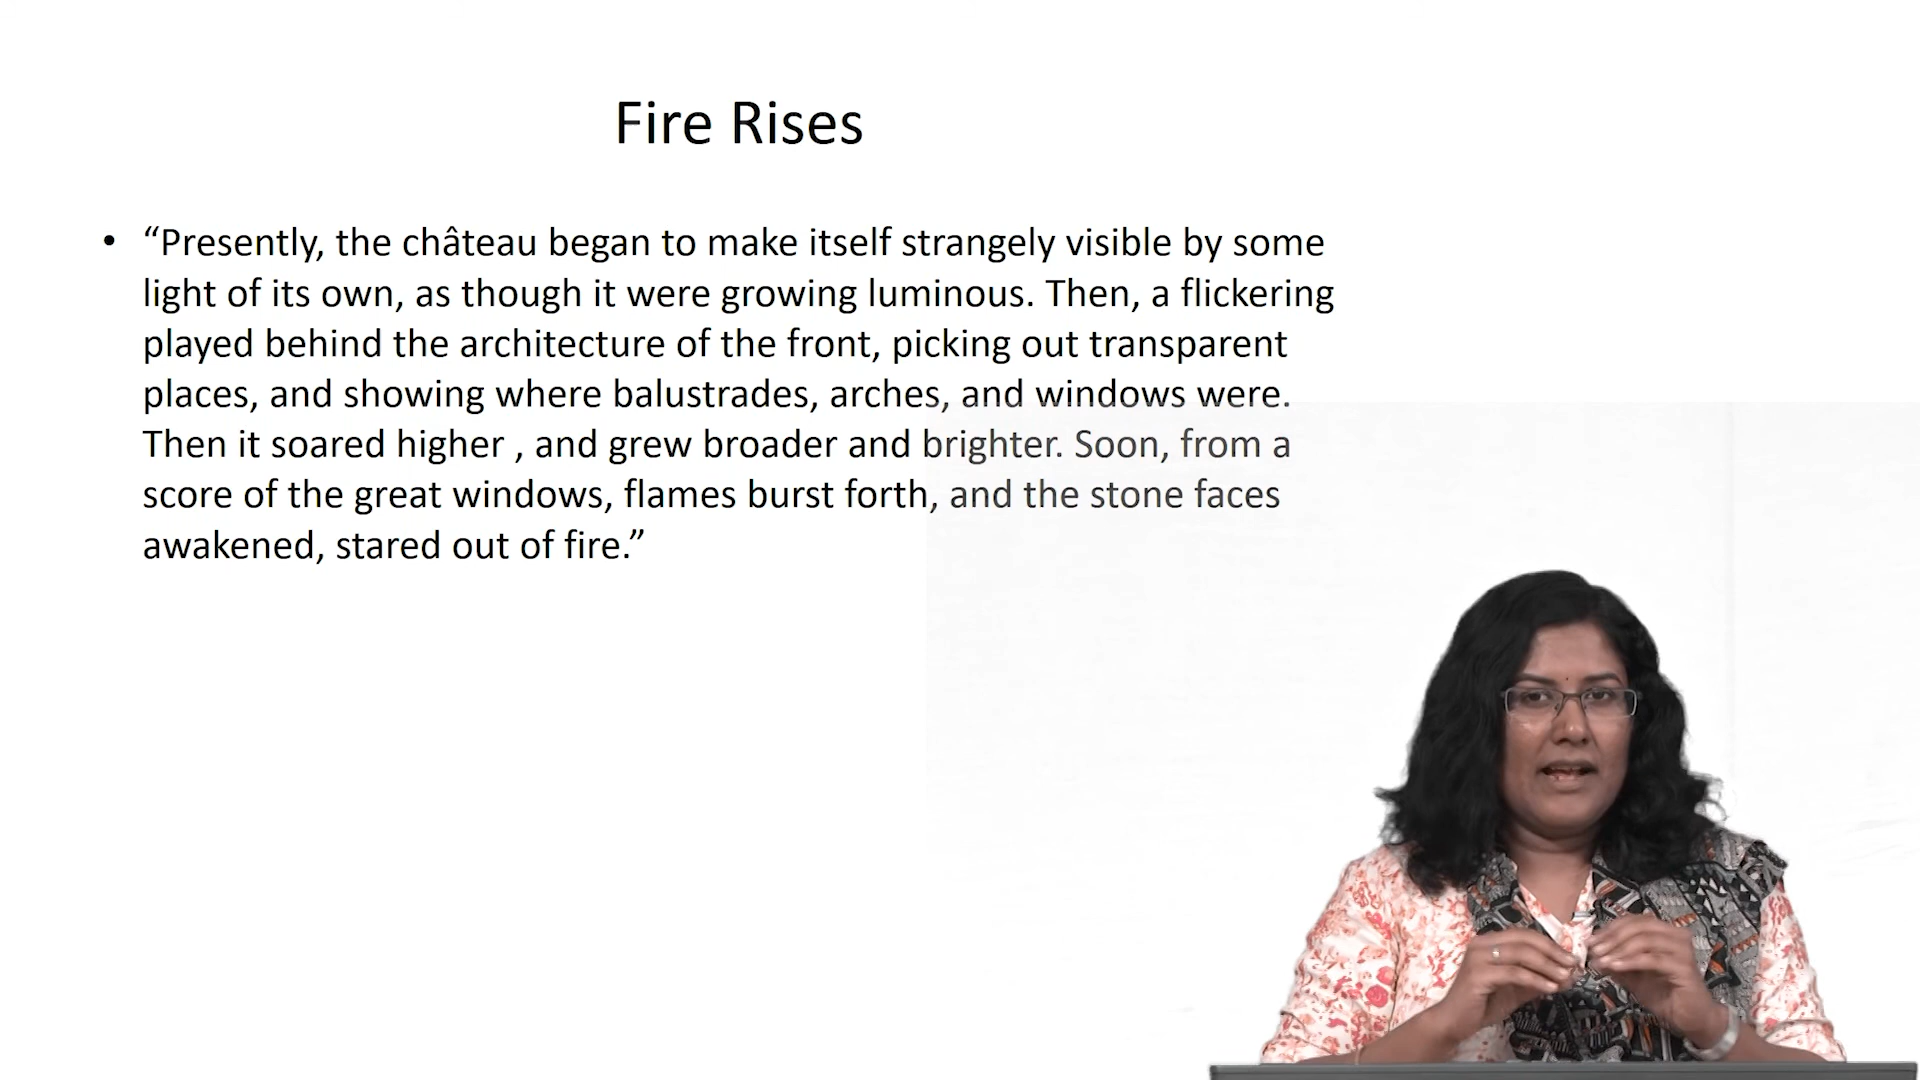 Fire Rises
• “Presently, the château began to make itself strangely visible by some
light of its own, as though it were growing luminous. Then, a flickering
played behind the architecture of the front, picking out transparent
places, and showing where balustrades, arches, and windows were.
Then it soared higher , and grew broader and brighter. Soon, from a
score of the great windows, flames burst forth, and the stone faces
awakened, stared out of fire.”